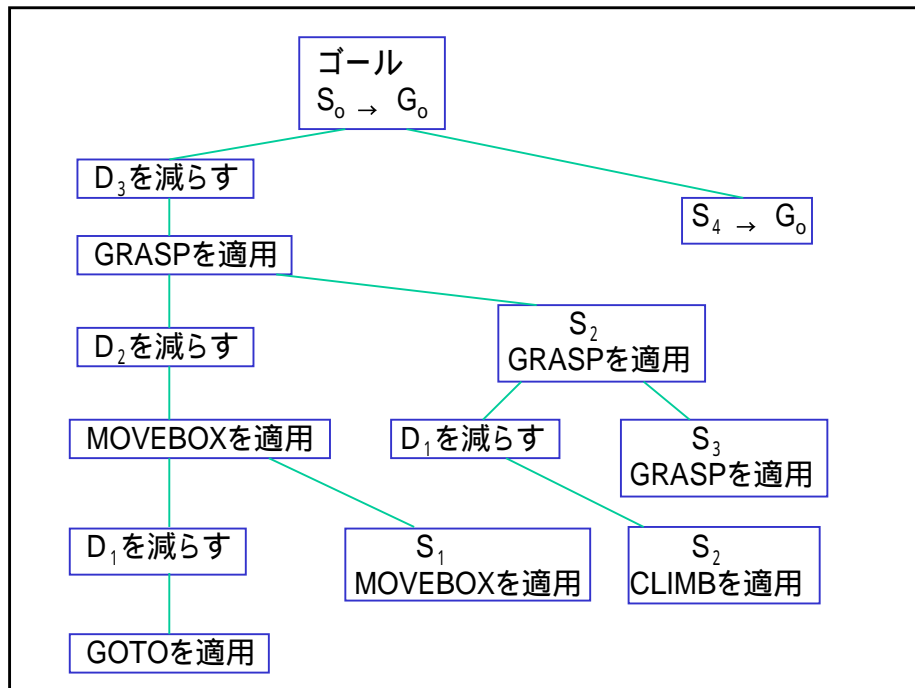 ゴール
S₀ → G₀
D₃を減らす
S₄ → G₀
GRASPを適用
D₂を減らす
S₂
GRASPを適用
MOVEBOXを適用
D₁を減らす
S₃
GRASPを適用
D₁を減らす
S₁
MOVEBOXを適用
S₂
CLIMBを適用
GOTOを適用